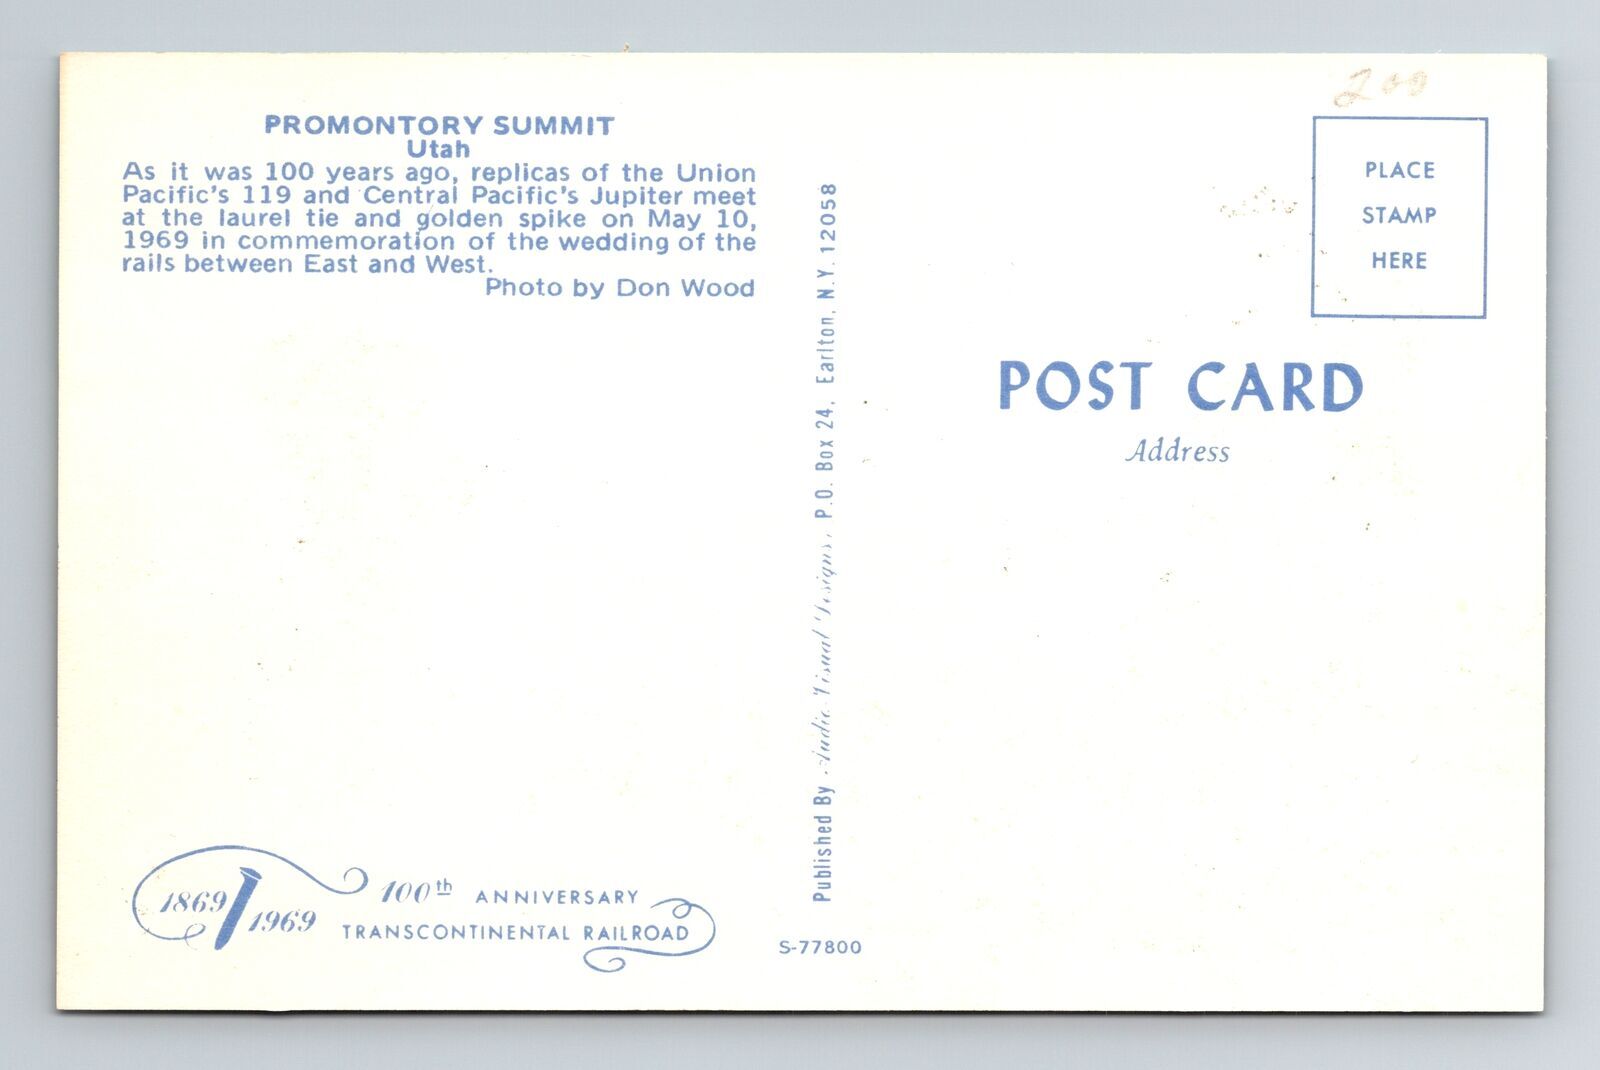 PROMONTORY SUMMIT
Utah
As it was 100 years ago, replicas of the Union
Pacific's 119 and Central Pacific's Jupiter meet
at the laurel tie and golden spike on May 10,
1969 in commemoration of the wedding of the
rails between East and West.
Photo by Don Wood
1869 1969
100th ANNIVERSARY
TRANSCONTINENTAL RAILROAD
Published By Audio Visual Designs, P.O. Box 24, Earlton, N.Y. 12058
S-77800
200
PLACE
STAMP
HERE
POST CARD
Address